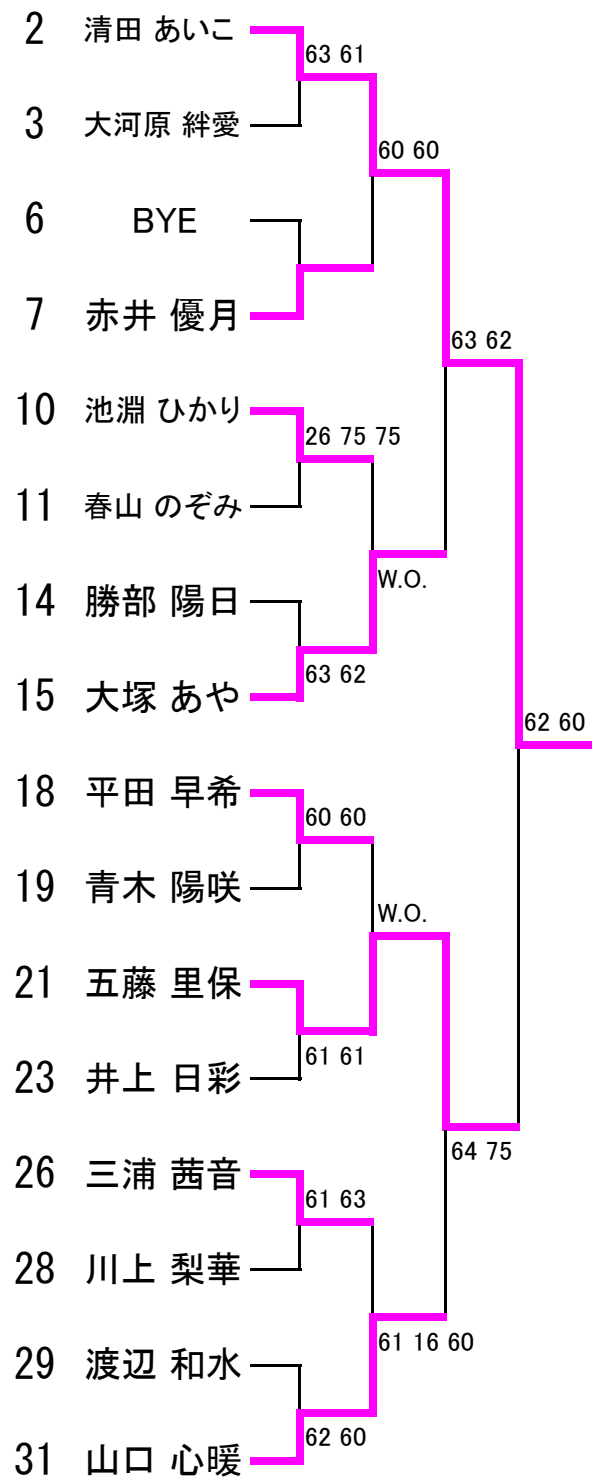 2 清田 あいこ
63 61
3 大河原 絆愛
60 60
6 BYE
7 赤井 優月
63 62
10 池淵 ひかり
26 75 75
11 春山 のぞみ
W.O.
14 勝部 陽日
63 62
15 大塚 あや
62 60
18 平田 早希
60 60
19 青木 陽咲
W.O.
21 五藤 里保
61 61
23 井上 日彩
64 75
26 三浦 茜音
61 63
28 川上 梨華
61 16 60
29 渡辺 和水
62 60
31 山口 心暖